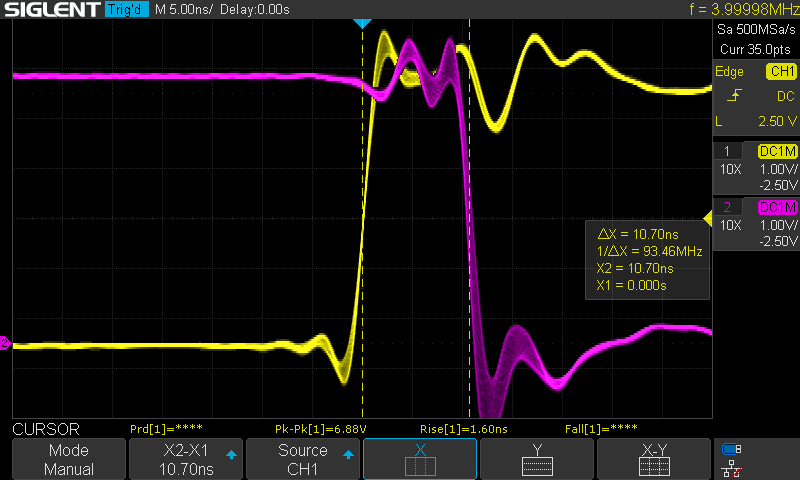 SIGLENT Trig'd M 5.00ns/ Delay:0.00s f = 3.99998MHz
Sa 500MSa/s
Curr 35.0pts
Edge CH1
DC
L 2.50 V
1 DC1M
10X 1.00V/
-2.50V
2 DC1M
10X 1.00V/
-2.50V
ΔX = 10.70ns
1/ΔX = 93.46MHz
X2 = 10.70ns
X1 = 0.000s
2
CURSOR Prd[1]=**** Pk-Pk[1]=6.88V Rise[1]=1.60ns Fall[1]=****
Mode X2-X1 Source X Y X-Y
Manual 10.70ns CH1